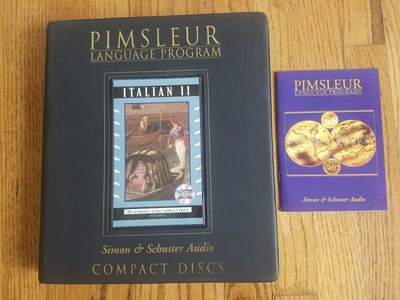 PIMSLEUR
LANGUAGE PROGRAM
ITALIAN II
Simon & Schuster Audio
COMPACT DISCS
PIMSLEUR
LANGUAGE PROGRAMS
Simon & Schuster Audio